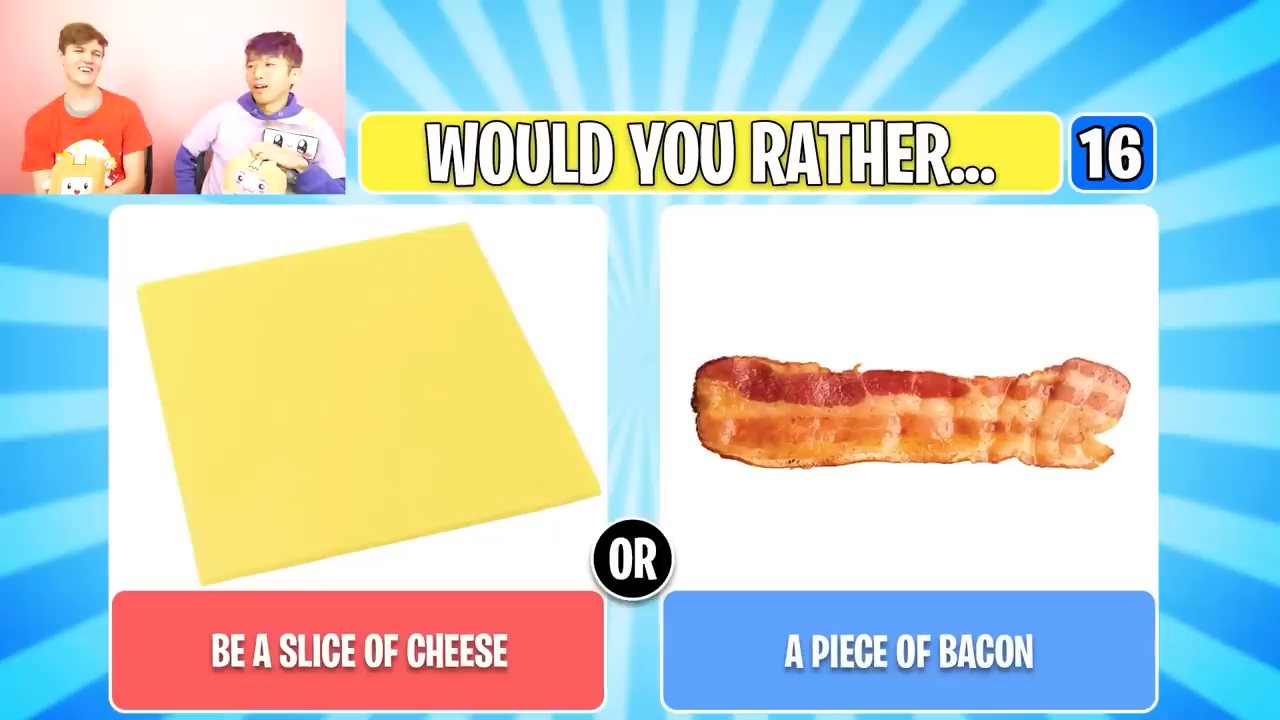 WOULD YOU RATHER...
16
OR
BE A SLICE OF CHEESE
A PIECE OF BACON